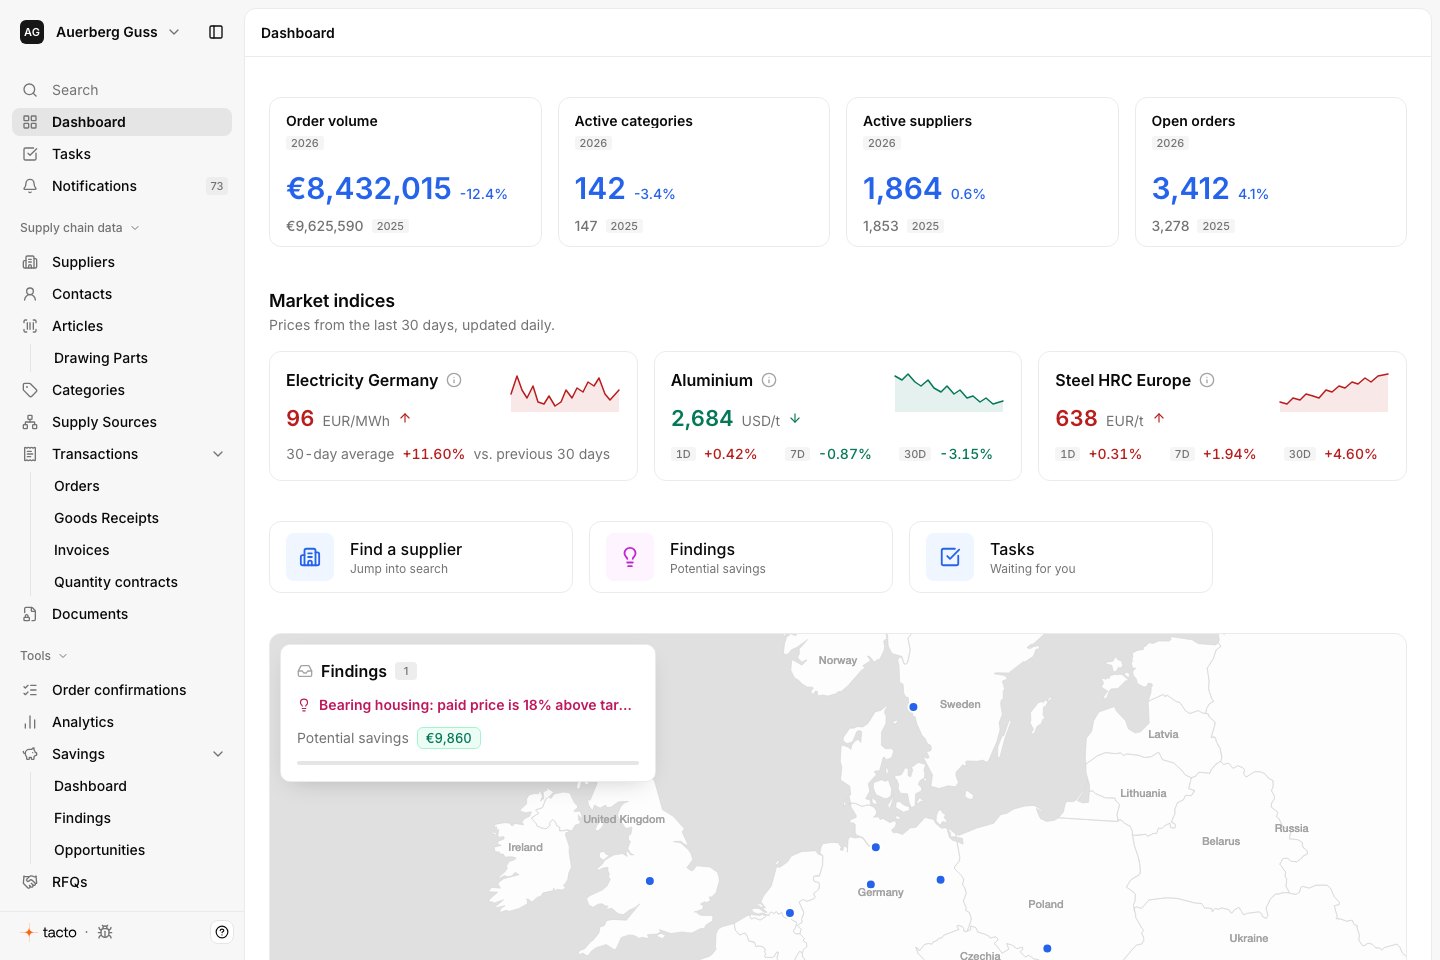 AG Auerberg Guss
Search
Dashboard
Tasks
Notifications 73
Supply chain data
Suppliers
Contacts
Articles
Drawing Parts
Categories
Supply Sources
Transactions
Orders
Goods Receipts
Invoices
Quantity contracts
Documents
Tools
Order confirmations
Analytics
Savings
Dashboard
Findings
Opportunities
RFQs
tacto ·
Dashboard
Order volume
2026
€8,432,015 -12.4%
€9,625,590 2025
Active categories
2026
142 -3.4%
147 2025
Active suppliers
2026
1,864 0.6%
1,853 2025
Open orders
2026
3,412 4.1%
3,278 2025
Market indices
Prices from the last 30 days, updated daily.
Electricity Germany
96 EUR/MWh
30-day average +11.60% vs. previous 30 days
Aluminium
2,684 USD/t
1D +0.42% 7D -0.87% 30D -3.15%
Steel HRC Europe
638 EUR/t
1D +0.31% 7D +1.94% 30D +4.60%
Find a supplier
Jump into search
Findings
Potential savings
Tasks
Waiting for you
Findings 1
Bearing housing: paid price is 18% above tar...
Potential savings €9,860
Norway
Sweden
Latvia
Lithuania
United Kingdom
Russia
Belarus
Ireland
Germany
Poland
Ukraine
Czechia